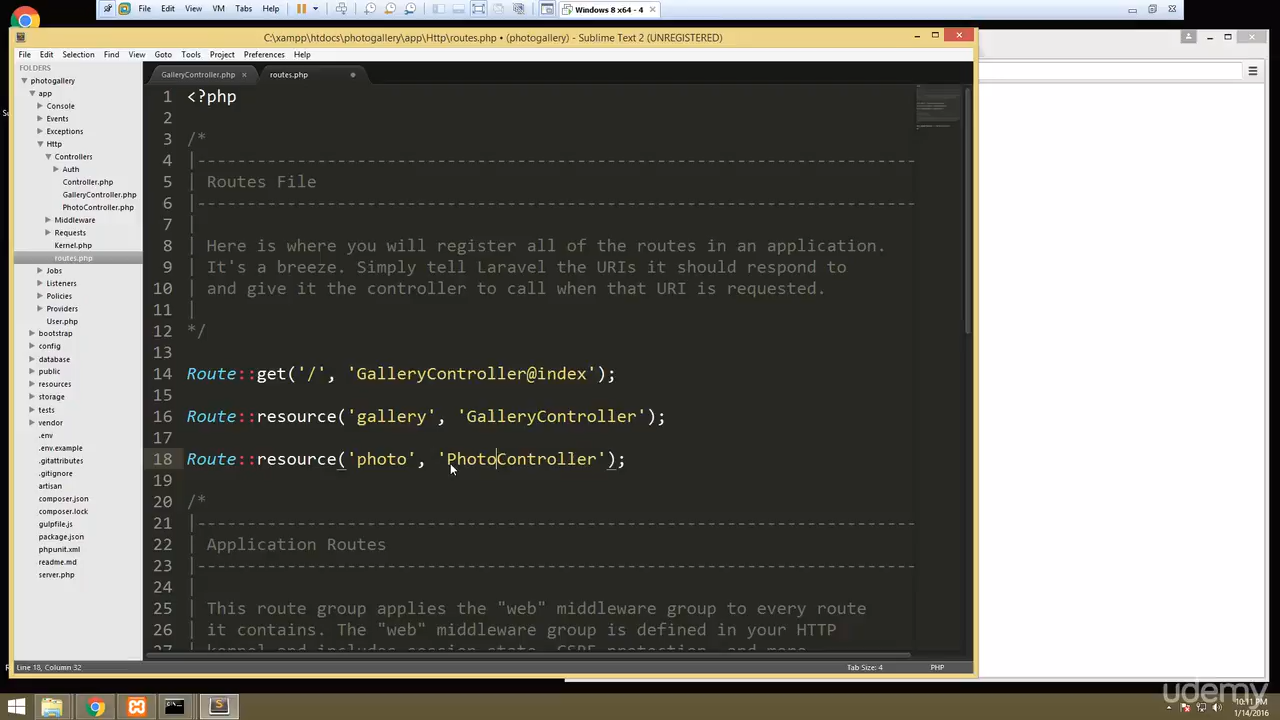 File Edit View VM Tabs Help
Windows 8 x64 - 4
C:\xampp\htdocs\photogallery\app\Http\routes.php • (photogallery) - Sublime Text 2 (UNREGISTERED)
File Edit Selection Find View Goto Tools Project Preferences Help
FOLDERS
photogallery
app
Console
Events
Exceptions
Http
Controllers
Auth
Controller.php
GalleryController.php
PhotoController.php
Middleware
Requests
Kernel.php
routes.php
Jobs
Listeners
Policies
Providers
User.php
bootstrap
config
database
public
resources
storage
tests
vendor
.env
.env.example
.gitattributes
.gitignore
artisan
composer.json
composer.lock
gulpfile.js
package.json
phpunit.xml
readme.md
server.php
GalleryController.php routes.php
1 <?php
2
3 /*
4 |--------------------------------------------------------------------------
5 | Routes File
6 |--------------------------------------------------------------------------
7 |
8 | Here is where you will register all of the routes in an application.
9 | It's a breeze. Simply tell Laravel the URIs it should respond to
10 | and give it the controller to call when that URI is requested.
11 |
12 */
13
14 Route::get('/', 'GalleryController@index');
15
16 Route::resource('gallery', 'GalleryController');
17
18 Route::resource('photo', 'PhotoController');
19
20 /*
21 |--------------------------------------------------------------------------
22 | Application Routes
23 |--------------------------------------------------------------------------
24 |
25 | This route group applies the "web" middleware group to every route
26 | it contains. The "web" middleware group is defined in your HTTP
27 | kernel and includes session state, CSRF protection, and more.
Line 18, Column 32
Tab Size: 4
PHP
udemy
10:11 PM
1/14/2016